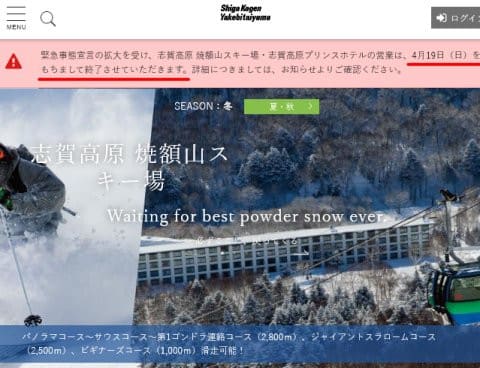 Shiga Kogen
Yakebitaiyama
MENU
ログイン
緊急事態宣言の拡大を受け、志賀高原 焼額山スキー場・志賀高原プリンスホテルの営業は、4月19日（日）を
もちまして終了させていただきます。詳細につきましては、お知らせよりご確認ください。
SEASON：冬
夏・秋
志賀高原 焼額山ス
キー場
Waiting for best powder snow ever.
パノラマコース～サウスコース～第1ゴンドラ連絡コース（2,800m）、ジャイアントスラロームコース
（2,500m）、ビギナーズコース（1,000m）滑走可能！